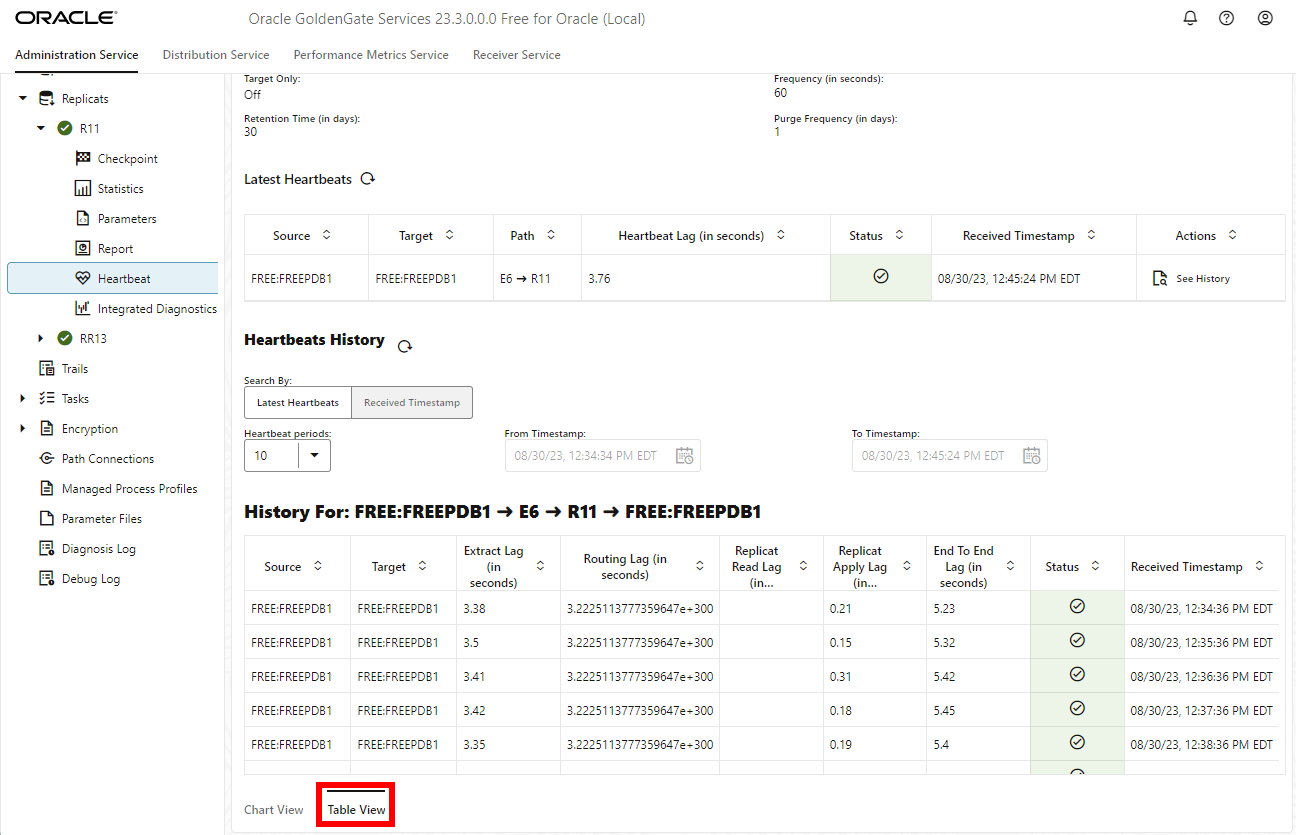 ORACLE Oracle GoldenGate Services 23.3.0.0.0 Free for Oracle (Local)
Administration Service Distribution Service Performance Metrics Service Receiver Service
Replicats
R11
Checkpoint
Statistics
Parameters
Report
Heartbeat
Integrated Diagnostics
RR13
Trails
Tasks
Encryption
Path Connections
Managed Process Profiles
Parameter Files
Diagnosis Log
Debug Log
Target Only: Frequency (in seconds):
Off 60
Retention Time (in days): Purge Frequency (in days):
30 1
Latest Heartbeats
Source Target Path Heartbeat Lag (in seconds) Status Received Timestamp Actions
FREE:FREEPDB1 FREE:FREEPDB1 E6 → R11 3.76 08/30/23, 12:45:24 PM EDT See History
Heartbeats History
Search By:
Latest Heartbeats Received Timestamp
Heartbeat periods: From Timestamp: To Timestamp:
10 08/30/23, 12:34:34 PM EDT 08/30/23, 12:45:24 PM EDT
History For: FREE:FREEPDB1 → E6 → R11 → FREE:FREEPDB1
Source Target Extract Lag (in seconds) Routing Lag (in seconds) Replicat Read Lag (in... Replicat Apply Lag (in... End To End Lag (in seconds) Status Received Timestamp
FREE:FREEPDB1 FREE:FREEPDB1 3.38 3.2225113777359647e+300 0.21 5.23 08/30/23, 12:34:36 PM EDT
FREE:FREEPDB1 FREE:FREEPDB1 3.5 3.2225113777359647e+300 0.15 5.32 08/30/23, 12:35:36 PM EDT
FREE:FREEPDB1 FREE:FREEPDB1 3.41 3.2225113777359647e+300 0.31 5.42 08/30/23, 12:36:36 PM EDT
FREE:FREEPDB1 FREE:FREEPDB1 3.42 3.2225113777359647e+300 0.18 5.45 08/30/23, 12:37:36 PM EDT
FREE:FREEPDB1 FREE:FREEPDB1 3.35 3.2225113777359647e+300 0.19 5.4 08/30/23, 12:38:36 PM EDT
Chart View Table View